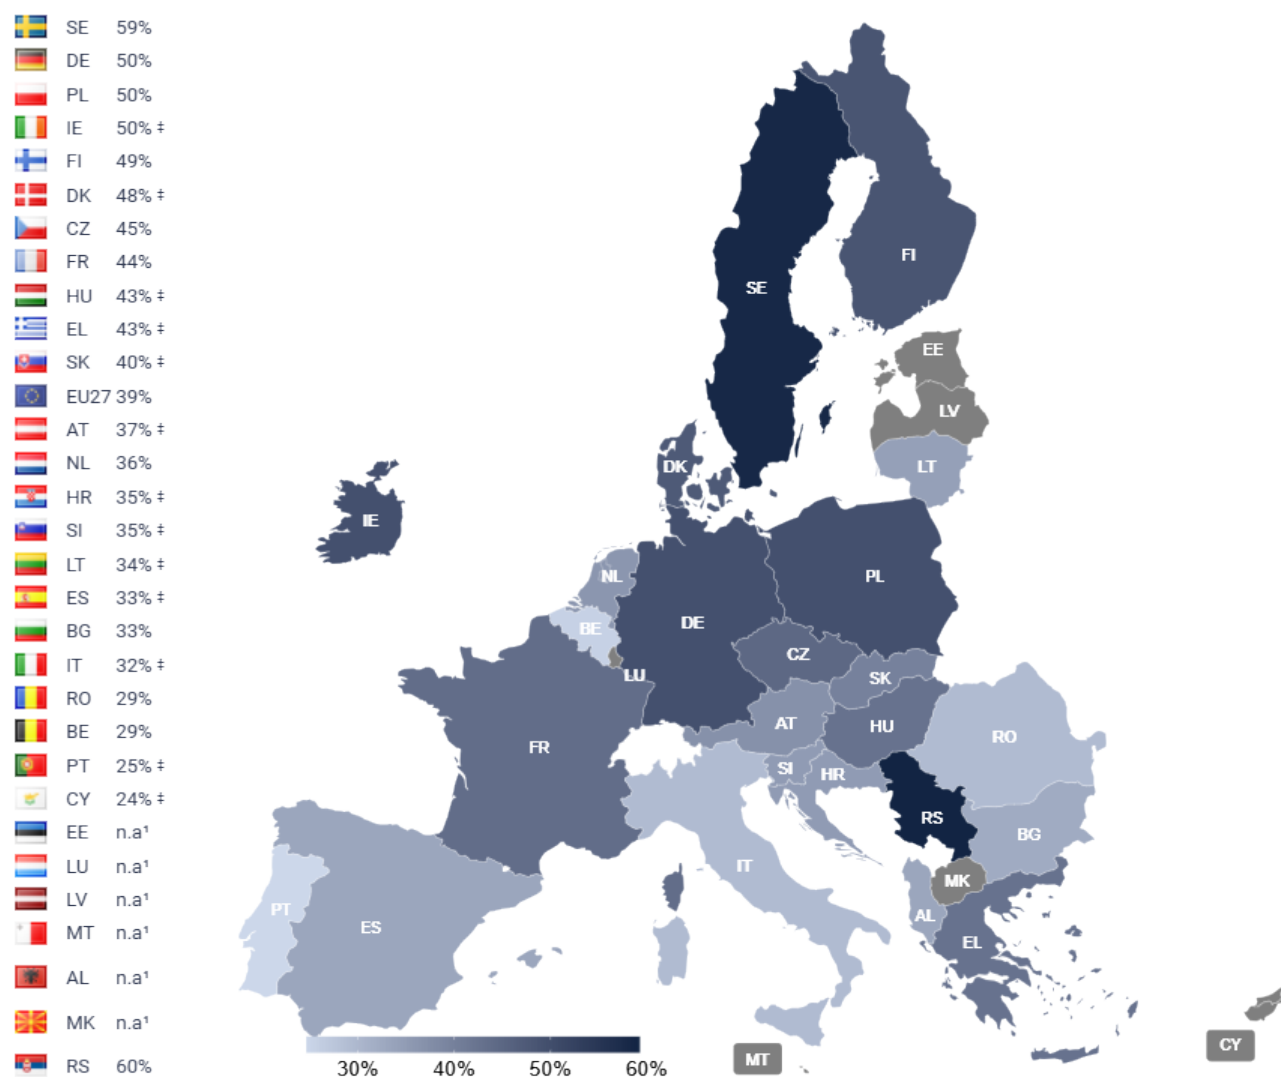 SE 59%
DE 50%
PL 50%
IE 50% ‡
FI 49%
DK 48% ‡
CZ 45%
FR 44%
HU 43% ‡
EL 43% ‡
SK 40% ‡
EU27 39%
AT 37% ‡
NL 36%
HR 35% ‡
SI 35% ‡
LT 34% ‡
ES 33% ‡
BG 33%
IT 32% ‡
RO 29%
BE 29%
PT 25% ‡
CY 24% ‡
EE n.a¹
LU n.a¹
LV n.a¹
MT n.a¹
AL n.a¹
MK n.a¹
RS 60%
FI
SE
EE
LV
LT
DK
IE
NL
PL
BE
DE
CZ
LU
SK
AT
HU
RO
FR
SI
HR
RS
BG
IT
MK
PT
AL
ES
EL
CY
MT
30% 40% 50% 60%